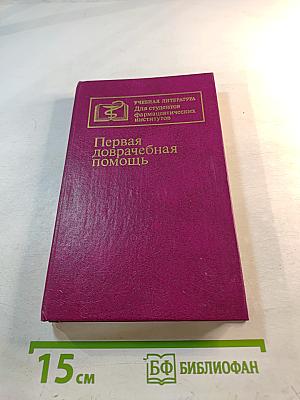 УЧЕБНАЯ ЛИТЕРАТУРА
Для студентов
фармацевтических
институтов
Первая
доврачебная
помощь
15 см
БФ БИБЛИОФАН